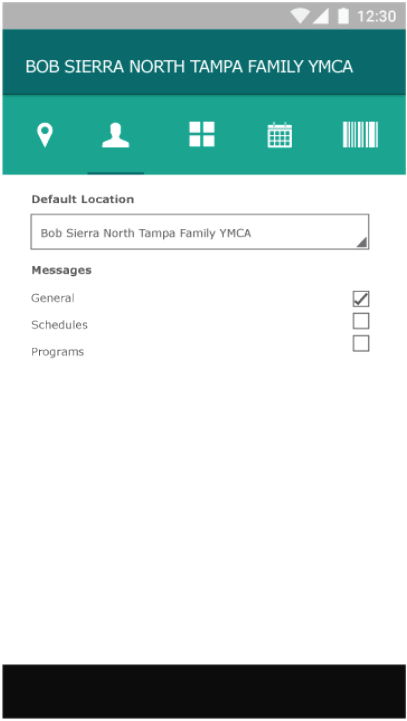 12:30
BOB SIERRA NORTH TAMPA FAMILY YMCA
Default Location
Bob Sierra North Tampa Family YMCA
Messages
General
Schedules
Programs